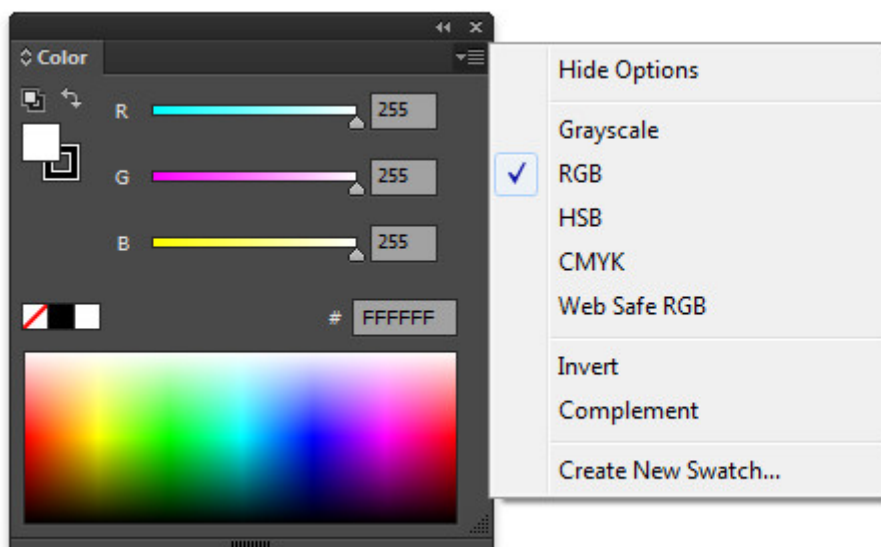 Color
R 255
G 255
B 255
# FFFFFF
Hide Options
Grayscale
RGB
HSB
CMYK
Web Safe RGB
Invert
Complement
Create New Swatch...